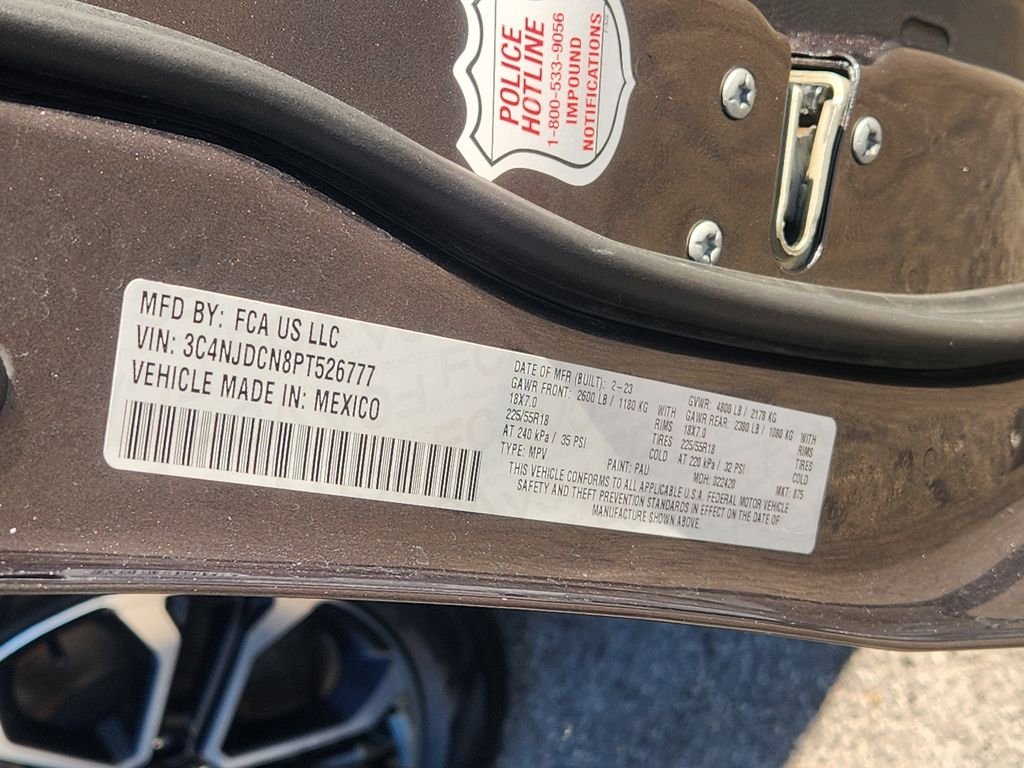 POLICE
HOTLINE
1-800-533-9056
IMPOUND
NOTIFICATIONS
MFD BY: FCA US LLC
VIN: 3C4NJDCN8PT526777
VEHICLE MADE IN: MEXICO
DATE OF MFR (BUILT): 2-23 GVWR: 4800 LB / 2178 KG
GAWR FRONT: 2600 LB / 1180 KG WITH GAWR REAR: 2380 LB / 1080 KG WITH
18X7.0 RIMS 18X7.0 RIMS
225/55R18 TIRES 225/55R18 TIRES
AT 240 kPa / 35 PSI COLD AT 220 kPa / 32 PSI COLD
TYPE: MPV PAINT: PAU MDH: 022420 MKT: 875
THIS VEHICLE CONFORMS TO ALL APPLICABLE U.S.A. FEDERAL MOTOR VEHICLE
SAFETY AND THEFT PREVENTION STANDARDS IN EFFECT ON THE DATE OF
MANUFACTURE SHOWN ABOVE.